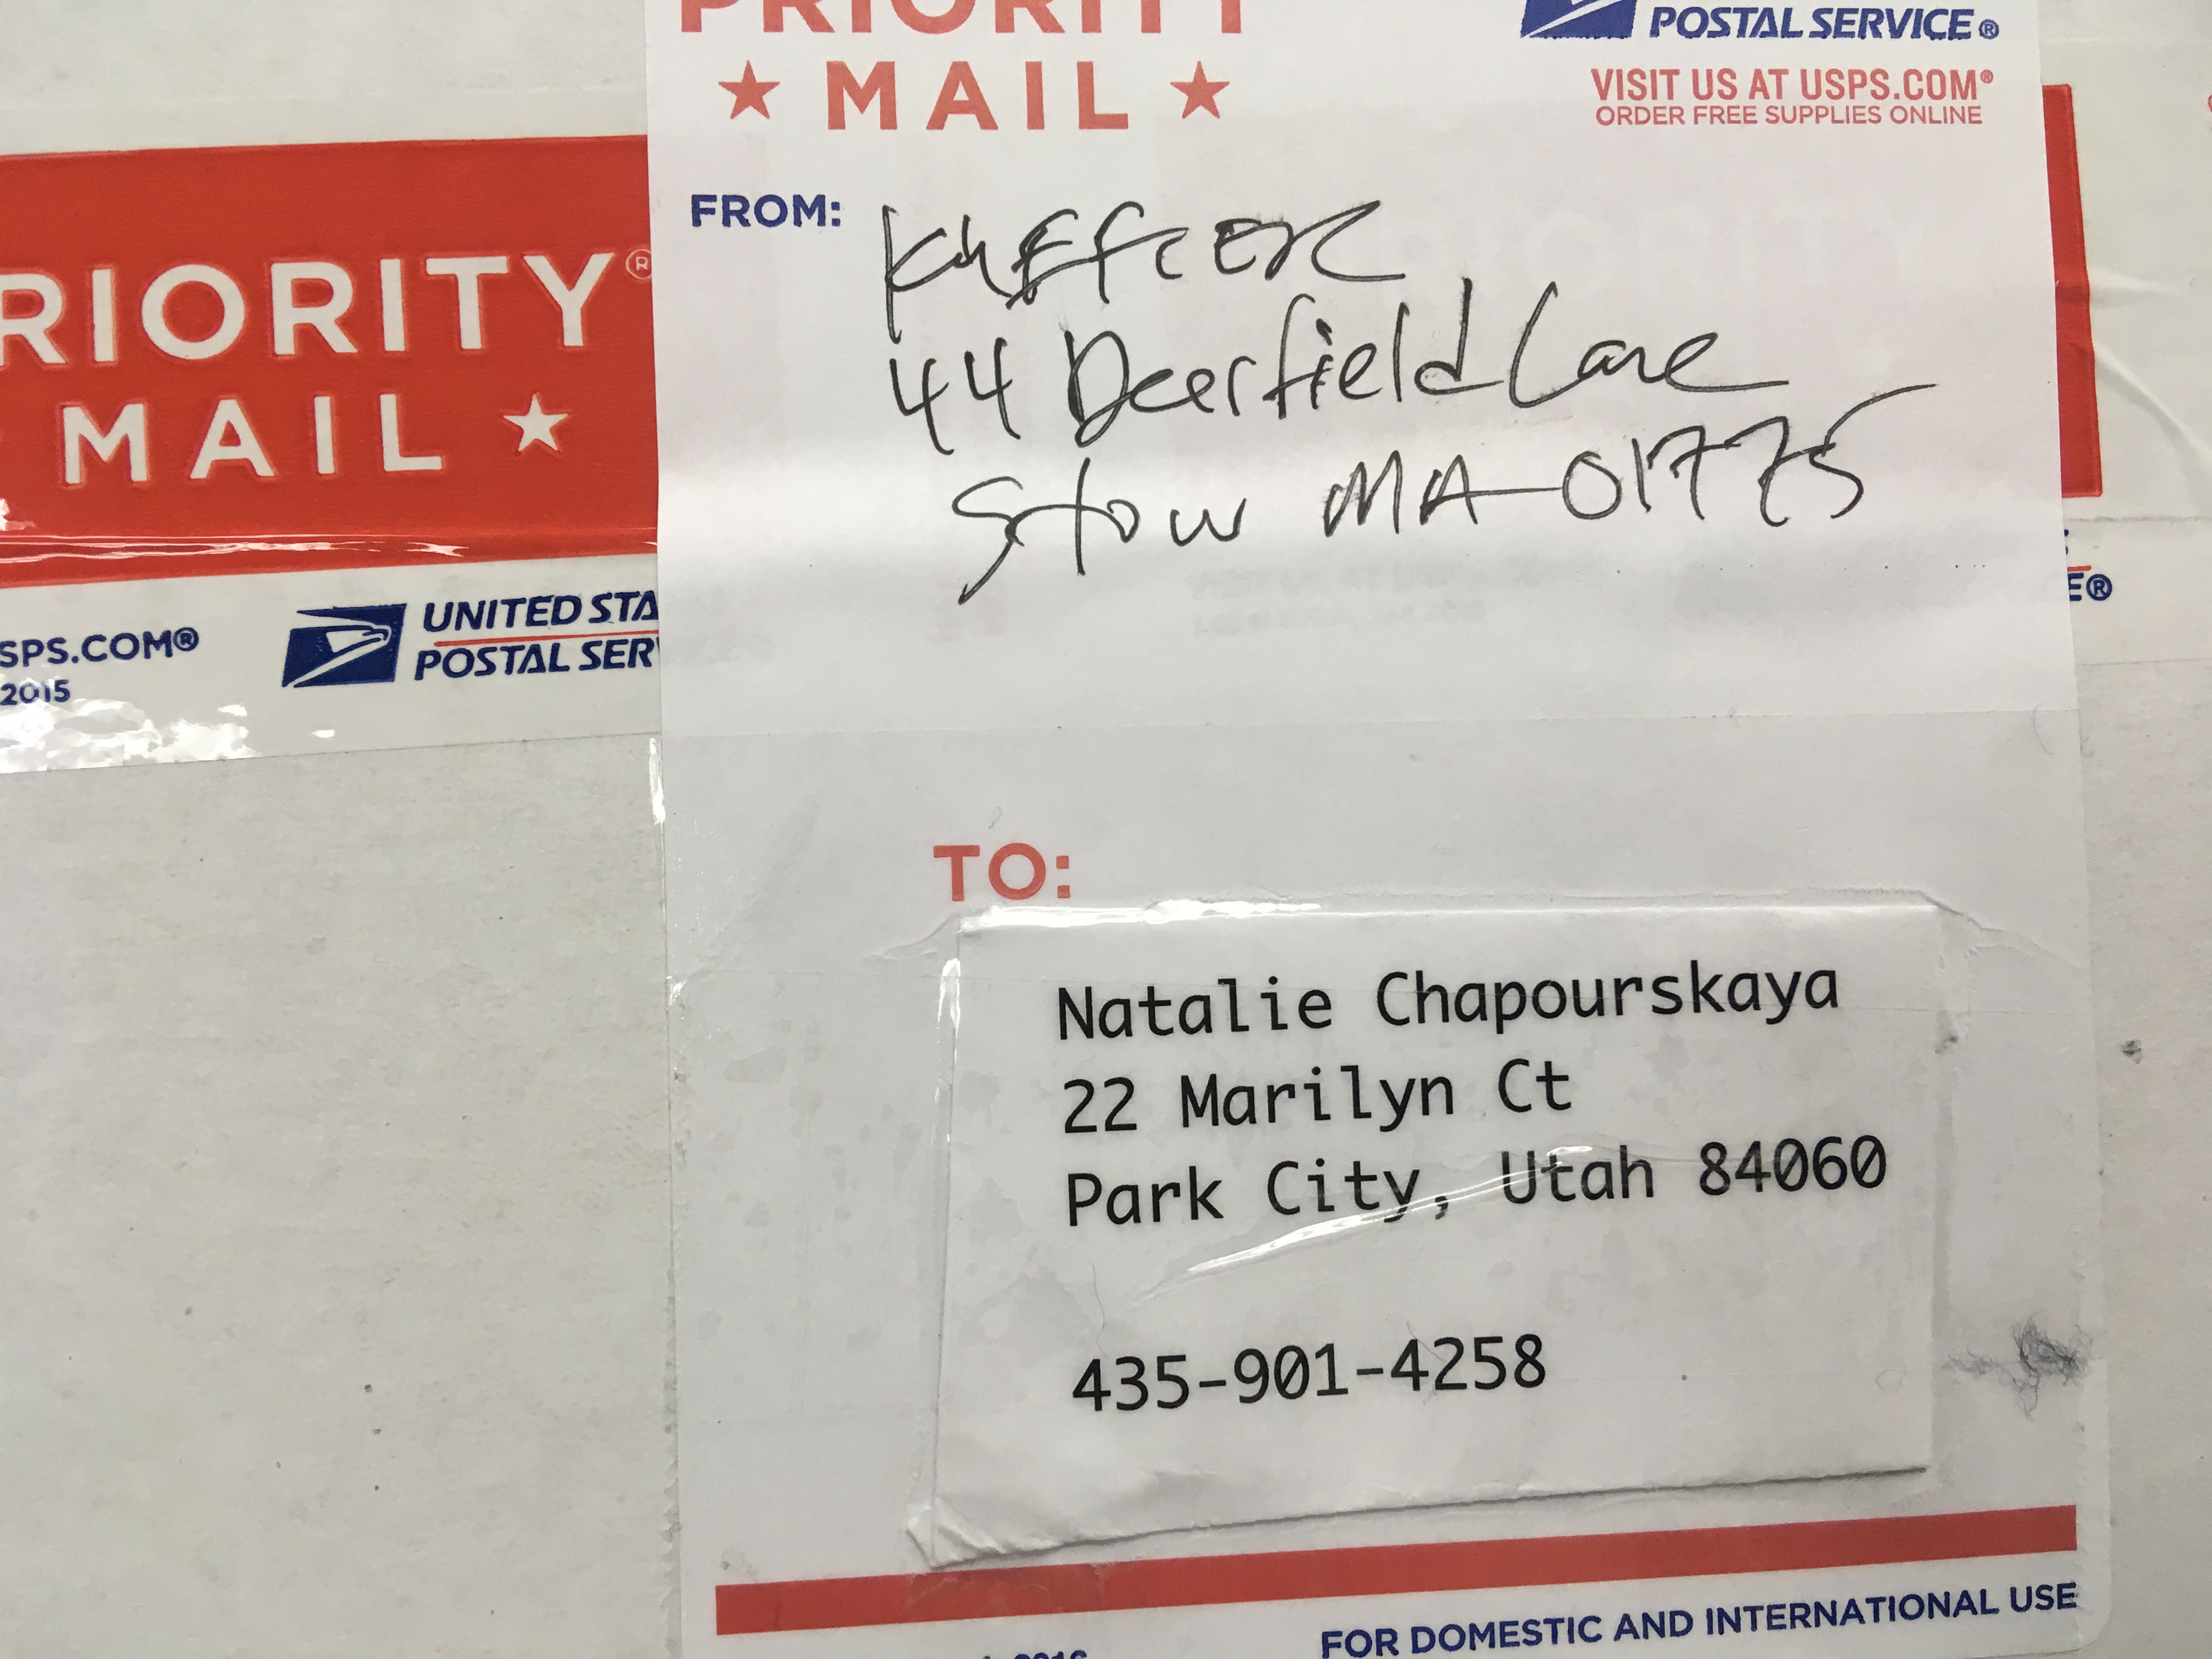 PRIORITY
★ MAIL ★
POSTAL SERVICE®
VISIT US AT USPS.COM®
ORDER FREE SUPPLIES ONLINE
RIORITY®
MAIL ★
SPS.COM®
2015
UNITED STA
POSTAL SER
E®
FROM:
44 Deerfield Lane
Stow MA 01775
TO:
Natalie Chapourskaya
22 Marilyn Ct
Park City, Utah 84060
435-901-4258
FOR DOMESTIC AND INTERNATIONAL USE